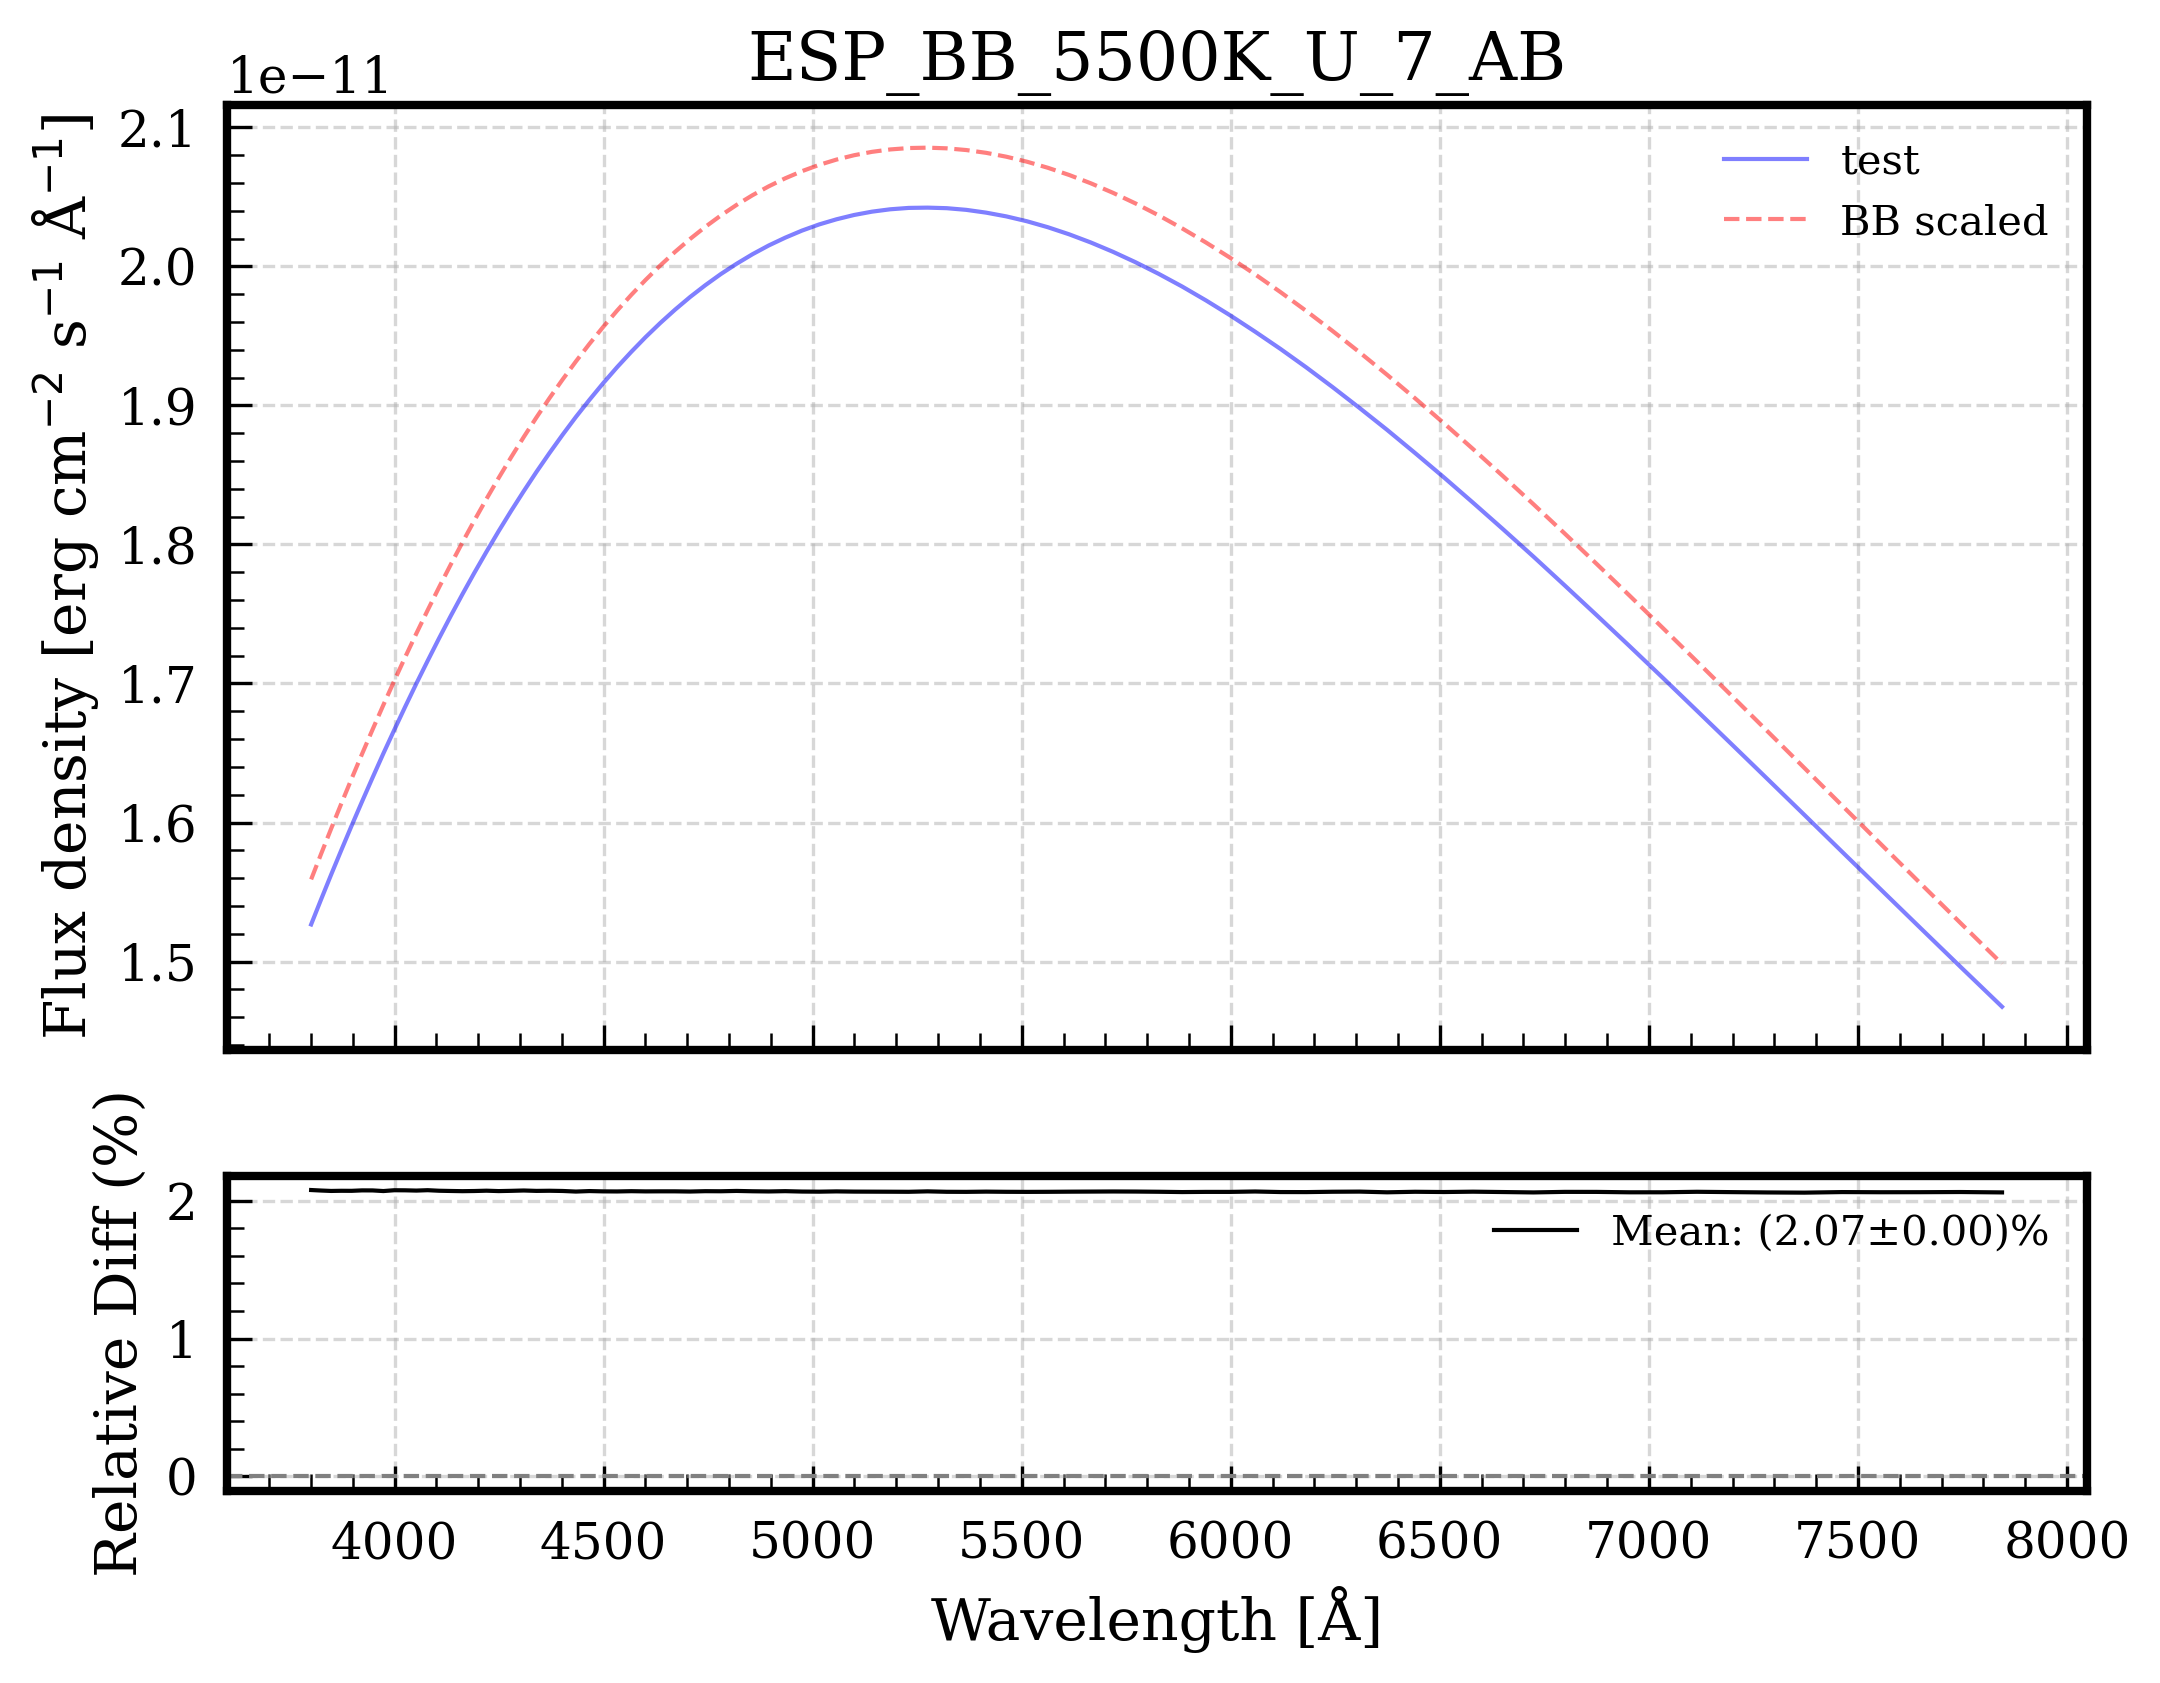 ESP_BB_5500K_U_7_AB
1e−11
Flux density [erg cm⁻² s⁻¹ Å⁻¹]
2.1
2.0
1.9
1.8
1.7
1.6
1.5
test
BB scaled
Relative Diff (%)
2
1
0
Mean: (2.07±0.00)%
4000 4500 5000 5500 6000 6500 7000 7500 8000
Wavelength [Å]